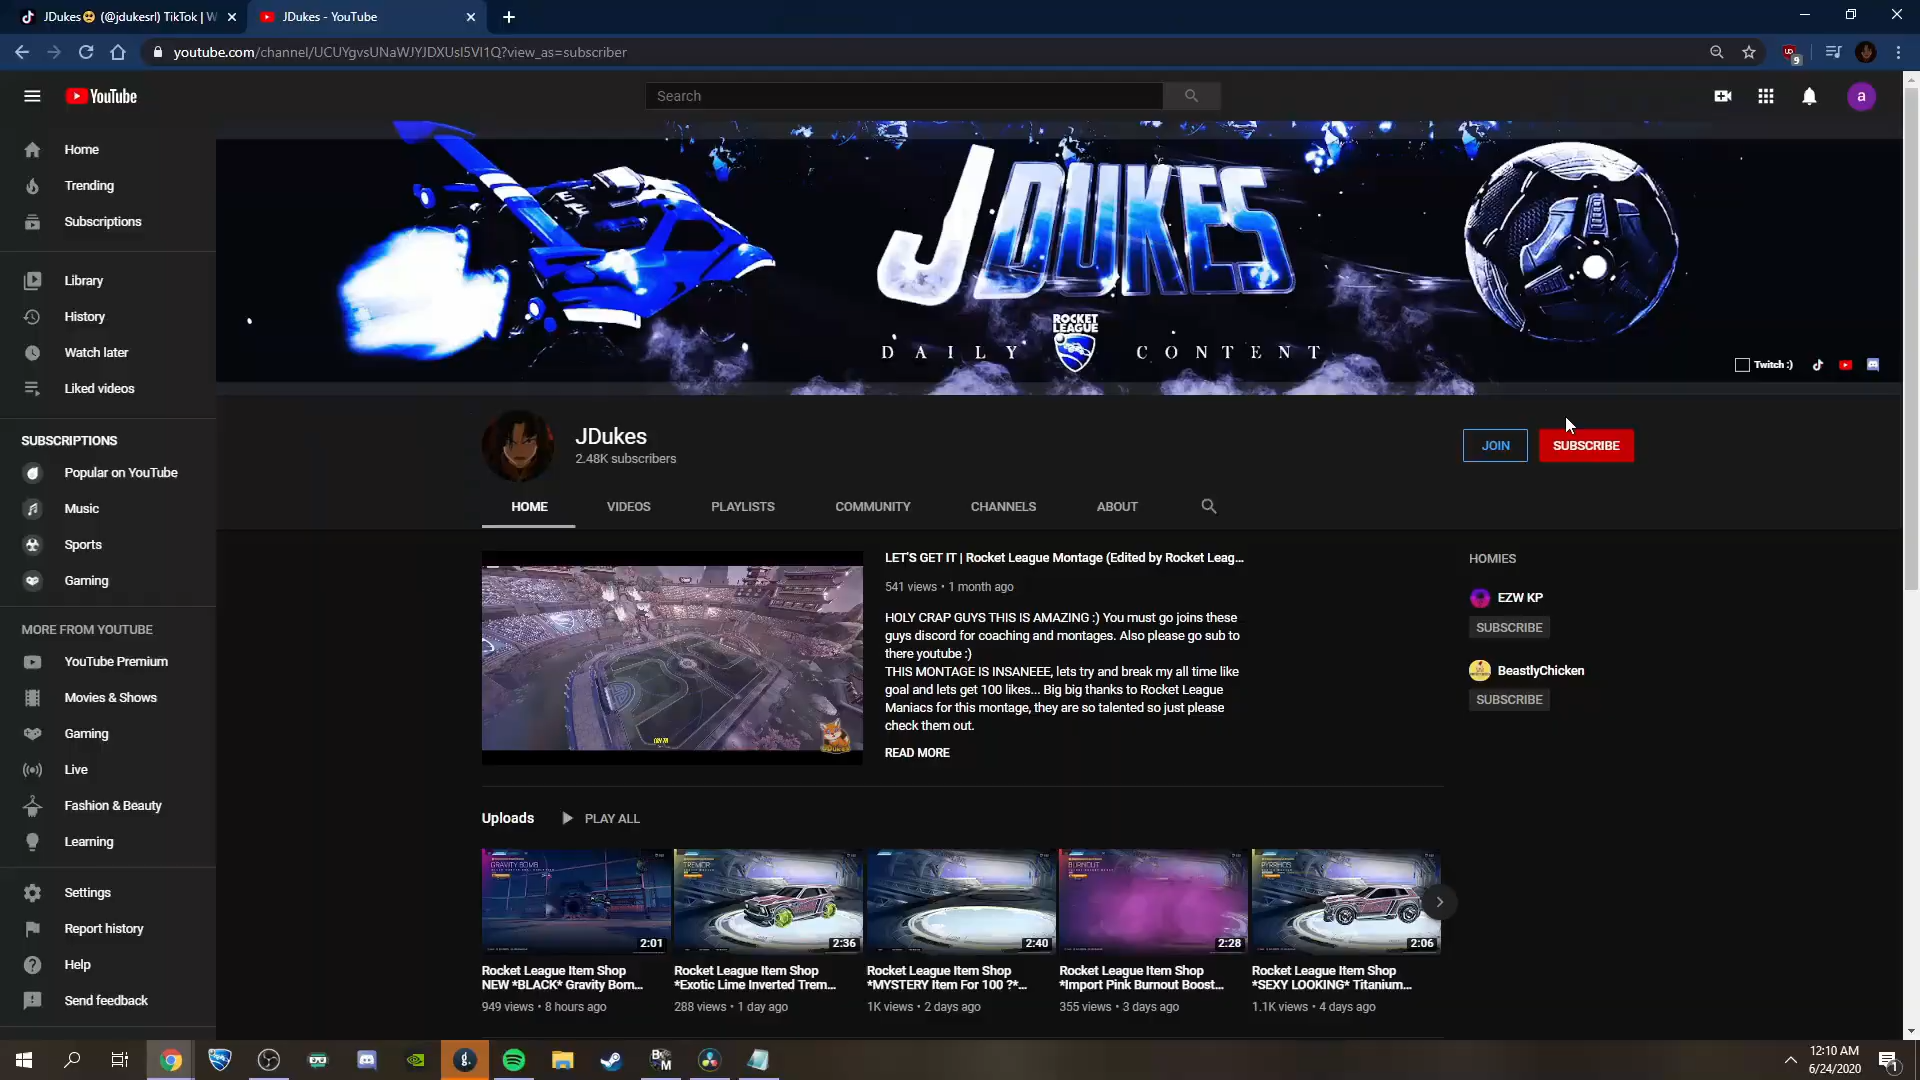 JDukes😳 (@jdukesrl) TikTok | W
JDukes - YouTube
youtube.com/channel/UCUYgvsUNaWJYJDXUsI5VI1Q?view_as=subscriber
9
YouTube
Search
a
Home
Trending
Subscriptions
Library
History
Watch later
Liked videos
SUBSCRIPTIONS
Popular on YouTube
Music
Sports
Gaming
MORE FROM YOUTUBE
YouTube Premium
Movies & Shows
Gaming
Live
Fashion & Beauty
Learning
Settings
Report history
Help
Send feedback
JDUKES
ROCKET LEAGUE
DAILY CONTENT
Twitch :)
JDukes
2.48K subscribers
JOIN
SUBSCRIBE
HOME
VIDEOS
PLAYLISTS
COMMUNITY
CHANNELS
ABOUT
LET'S GET IT | Rocket League Montage (Edited by Rocket Leag...
541 views • 1 month ago
HOLY CRAP GUYS THIS IS AMAZING :) You must go joins these
guys discord for coaching and montages. Also please go sub to
there youtube :)
THIS MONTAGE IS INSANEEE, lets try and break my all time like
goal and lets get 100 likes... Big big thanks to Rocket League
Maniacs for this montage, they are so talented so just please
check them out.
READ MORE
HOMIES
EZW KP
SUBSCRIBE
BeastlyChicken
SUBSCRIBE
Uploads
PLAY ALL
GRAVITY BOMB
2:01
Rocket League Item Shop
NEW *BLACK* Gravity Bom...
949 views • 8 hours ago
TREMOR
2:36
Rocket League Item Shop
*Exotic Lime Inverted Trem...
288 views • 1 day ago
2:40
Rocket League Item Shop
*MYSTERY Item For 100 ?*...
1K views • 2 days ago
BURNOUT
2:28
Rocket League Item Shop
*Import Pink Burnout Boost...
355 views • 3 days ago
PYRRHOS
2:06
Rocket League Item Shop
*SEXY LOOKING* Titanium...
1.1K views • 4 days ago
12:10 AM
6/24/2020
1